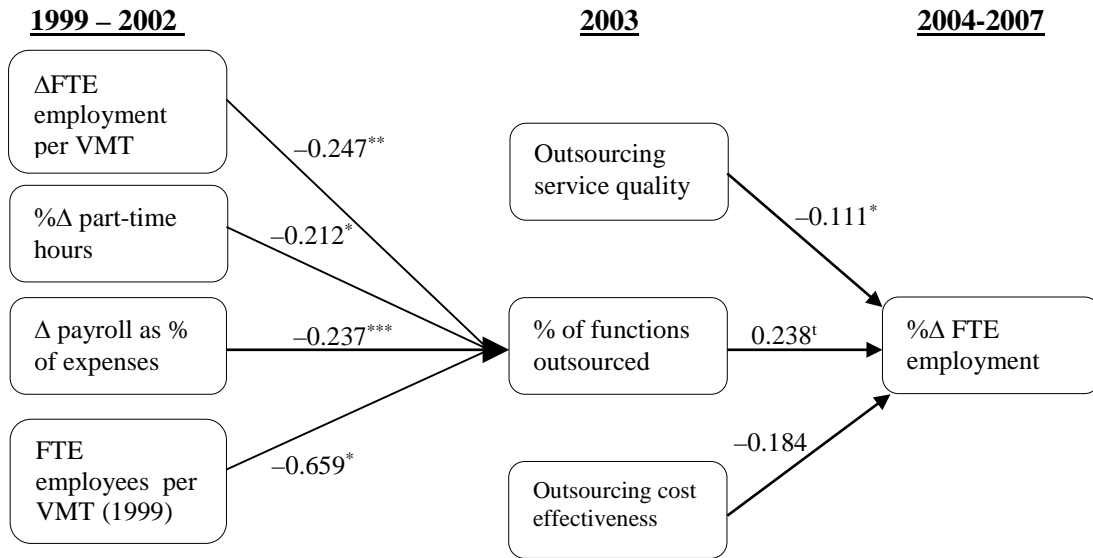 1999 – 2002
2003
2004-2007
ΔFTE
employment
per VMT
–0.247**
%Δ part-time
hours
–0.212*
Δ payroll as %
of expenses
–0.237***
FTE
employees per
VMT (1999)
–0.659*
Outsourcing
service quality
–0.111*
% of functions
outsourced
0.238t
Outsourcing cost
effectiveness
–0.184
%Δ FTE
employment